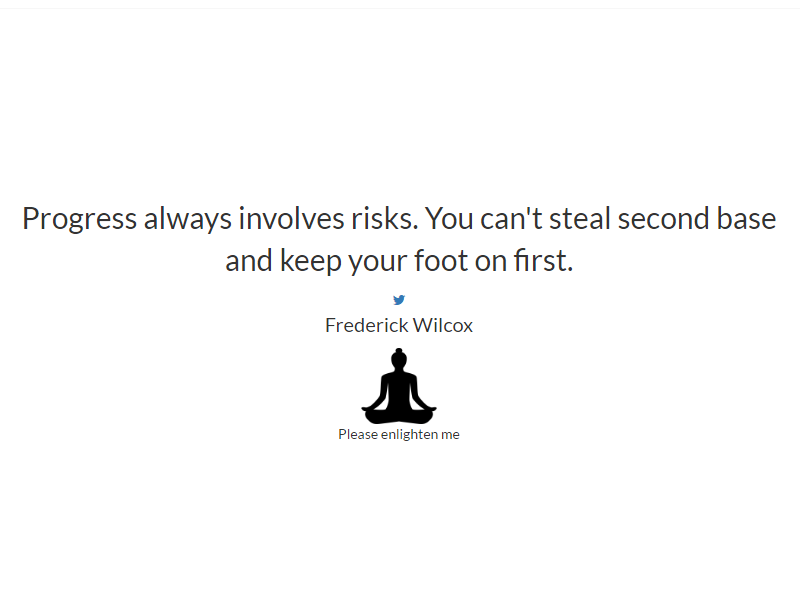 Progress always involves risks. You can't steal second base
and keep your foot on first.
Frederick Wilcox
Please enlighten me